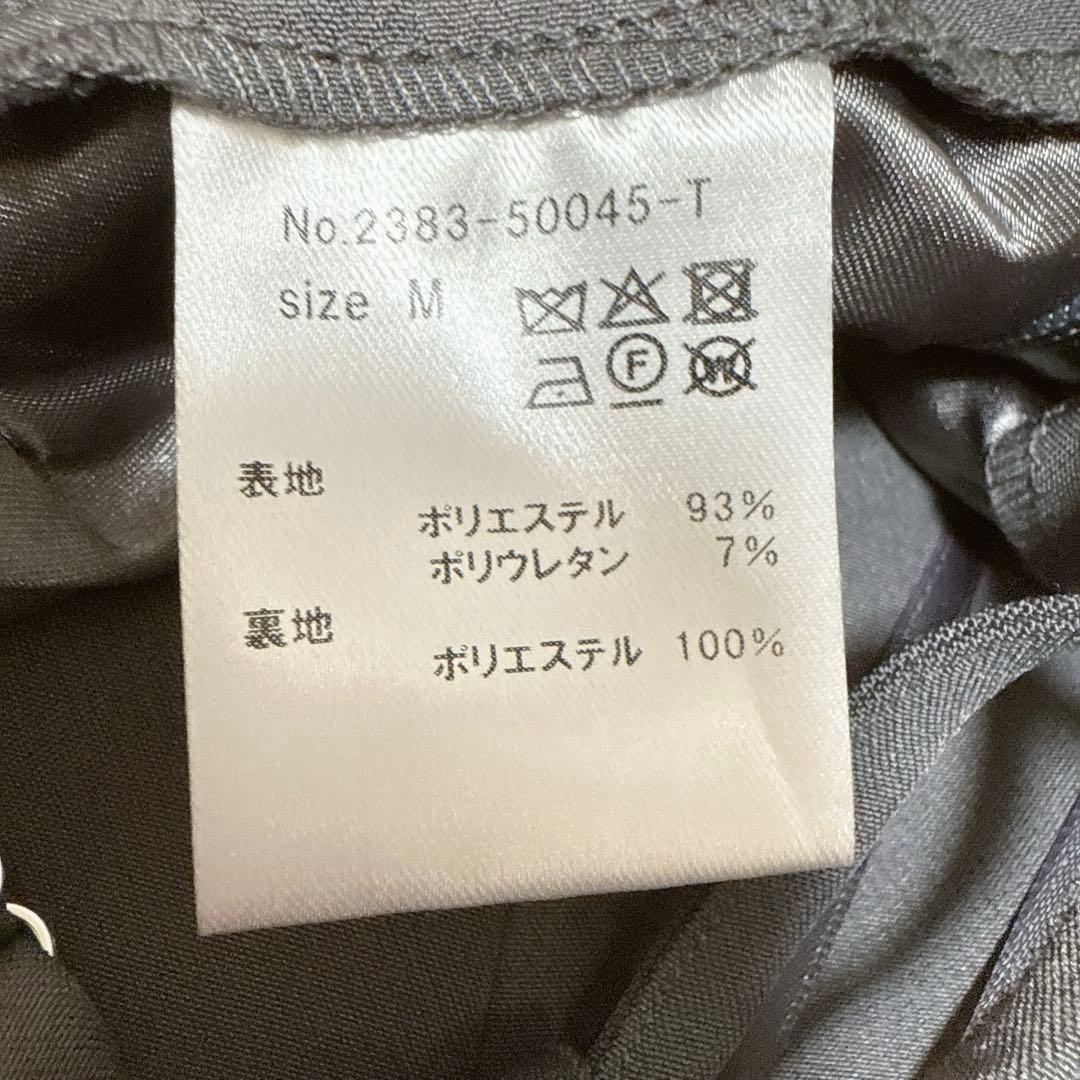 No.2383-50045-T
size M
F
W
表地
ポリエステル 93%
ポリウレタン 7%
裏地
ポリエステル 100%